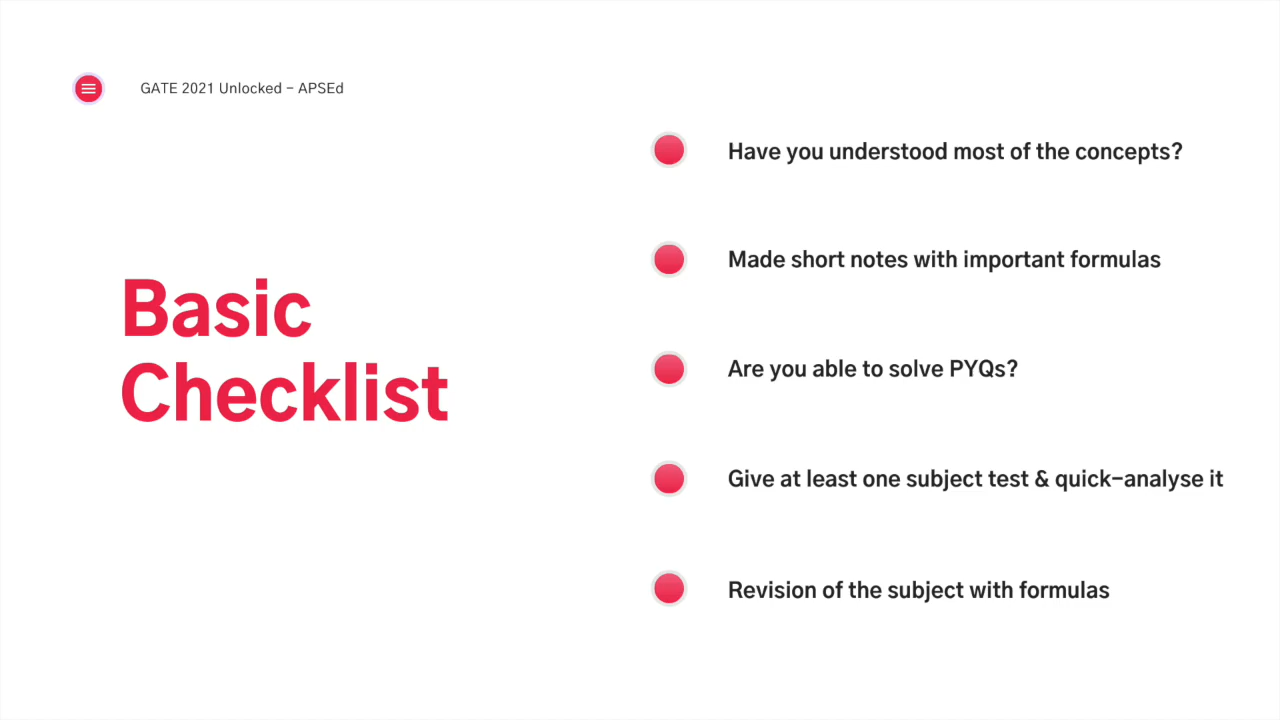 GATE 2021 Unlocked - APSEd
Basic
Checklist
Have you understood most of the concepts?
Made short notes with important formulas
Are you able to solve PYQs?
Give at least one subject test & quick-analyse it
Revision of the subject with formulas